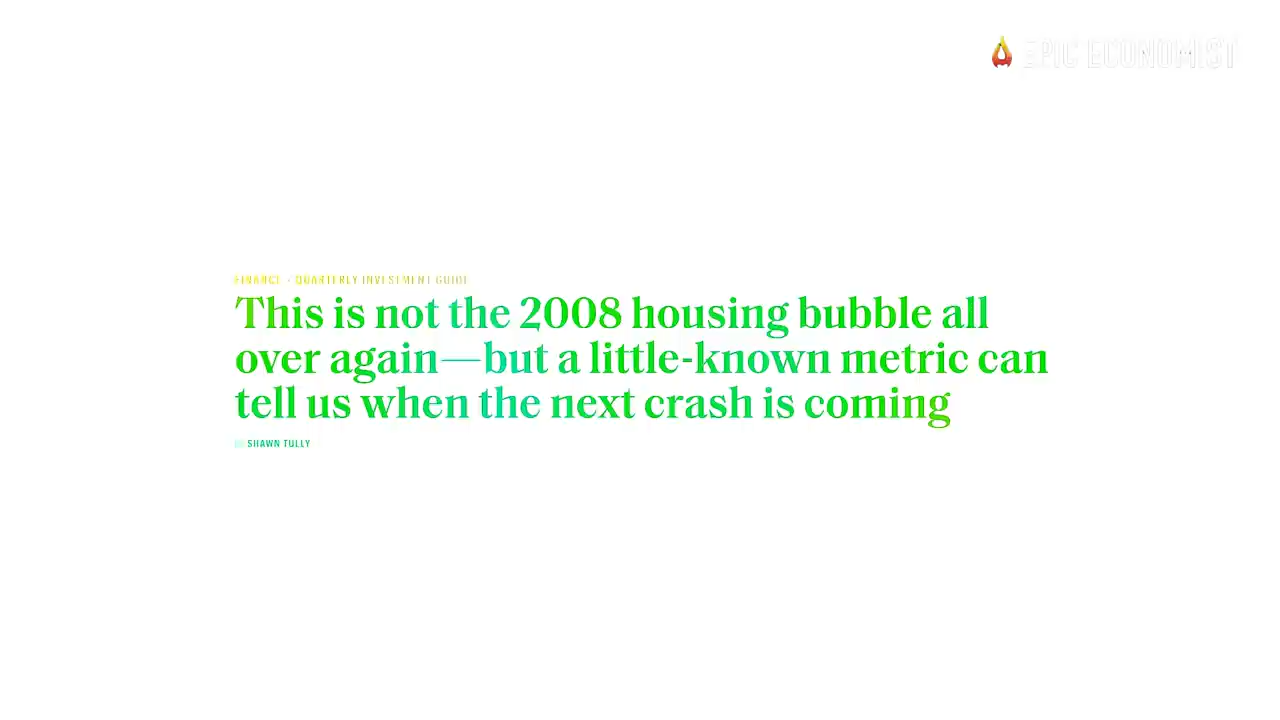 EPIC ECONOMIST
FINANCE · QUARTERLY INVESTMENT GUIDE
This is not the 2008 housing bubble all
over again—but a little-known metric can
tell us when the next crash is coming
BY SHAWN TULLY